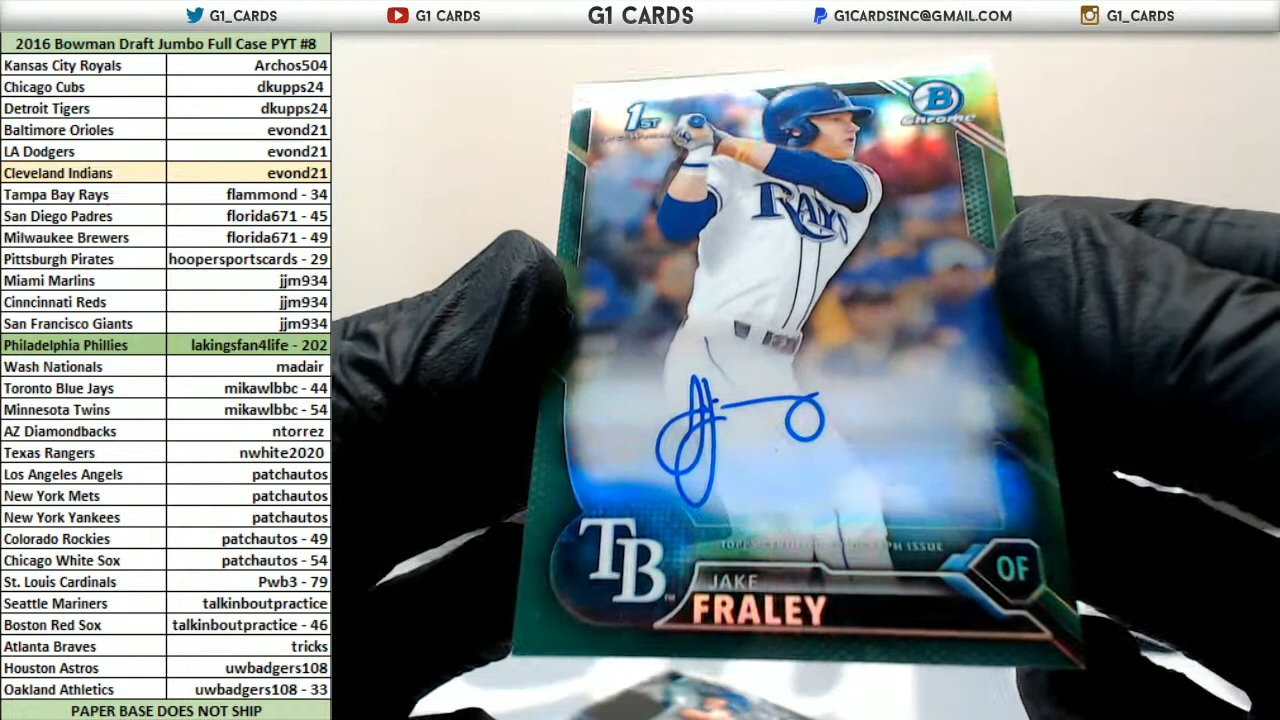 G1_CARDS G1 CARDS G1 CARDS G1CARDSINC@GMAIL.COM G1_CARDS
2016 Bowman Draft Jumbo Full Case PYT #8
Kansas City Royals Archos504
Chicago Cubs dkupps24
Detroit Tigers dkupps24
Baltimore Orioles evond21
LA Dodgers evond21
Cleveland Indians evond21
Tampa Bay Rays flammond - 34
San Diego Padres florida671 - 45
Milwaukee Brewers florida671 - 49
Pittsburgh Pirates hoopersportscards - 29
Miami Marlins jjm934
Cinncinnati Reds jjm934
San Francisco Giants jjm934
Philadelphia Phillies lakingsfan4life - 202
Wash Nationals madair
Toronto Blue Jays mikawlbbc - 44
Minnesota Twins mikawlbbc - 54
AZ Diamondbacks ntorrez
Texas Rangers nwhite2020
Los Angeles Angels patchautos
New York Mets patchautos
New York Yankees patchautos
Colorado Rockies patchautos - 49
Chicago White Sox patchautos - 54
St. Louis Cardinals Pwb3 - 79
Seattle Mariners talkinboutpractice
Boston Red Sox talkinboutpractice - 46
Atlanta Braves tricks
Houston Astros uwbadgers108
Oakland Athletics uwbadgers108 - 33
PAPER BASE DOES NOT SHIP
1ST
B
Chrome
RAYS
TOPPS ISSUE
TB
JAKE
FRALEY
OF